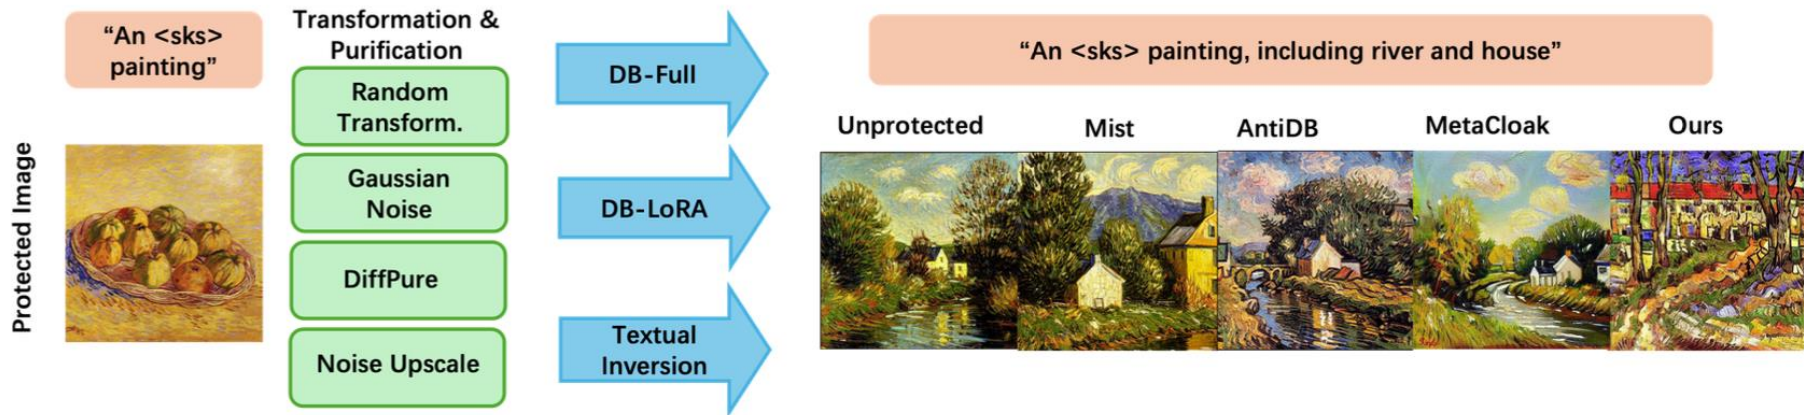 “An <sks>
painting”
Protected Image
Transformation &
Purification
Random
Transform.
Gaussian
Noise
DiffPure
Noise Upscale
DB-Full
DB-LoRA
Textual
Inversion
“An <sks> painting, including river and house”
Unprotected
Mist
AntiDB
MetaCloak
Ours